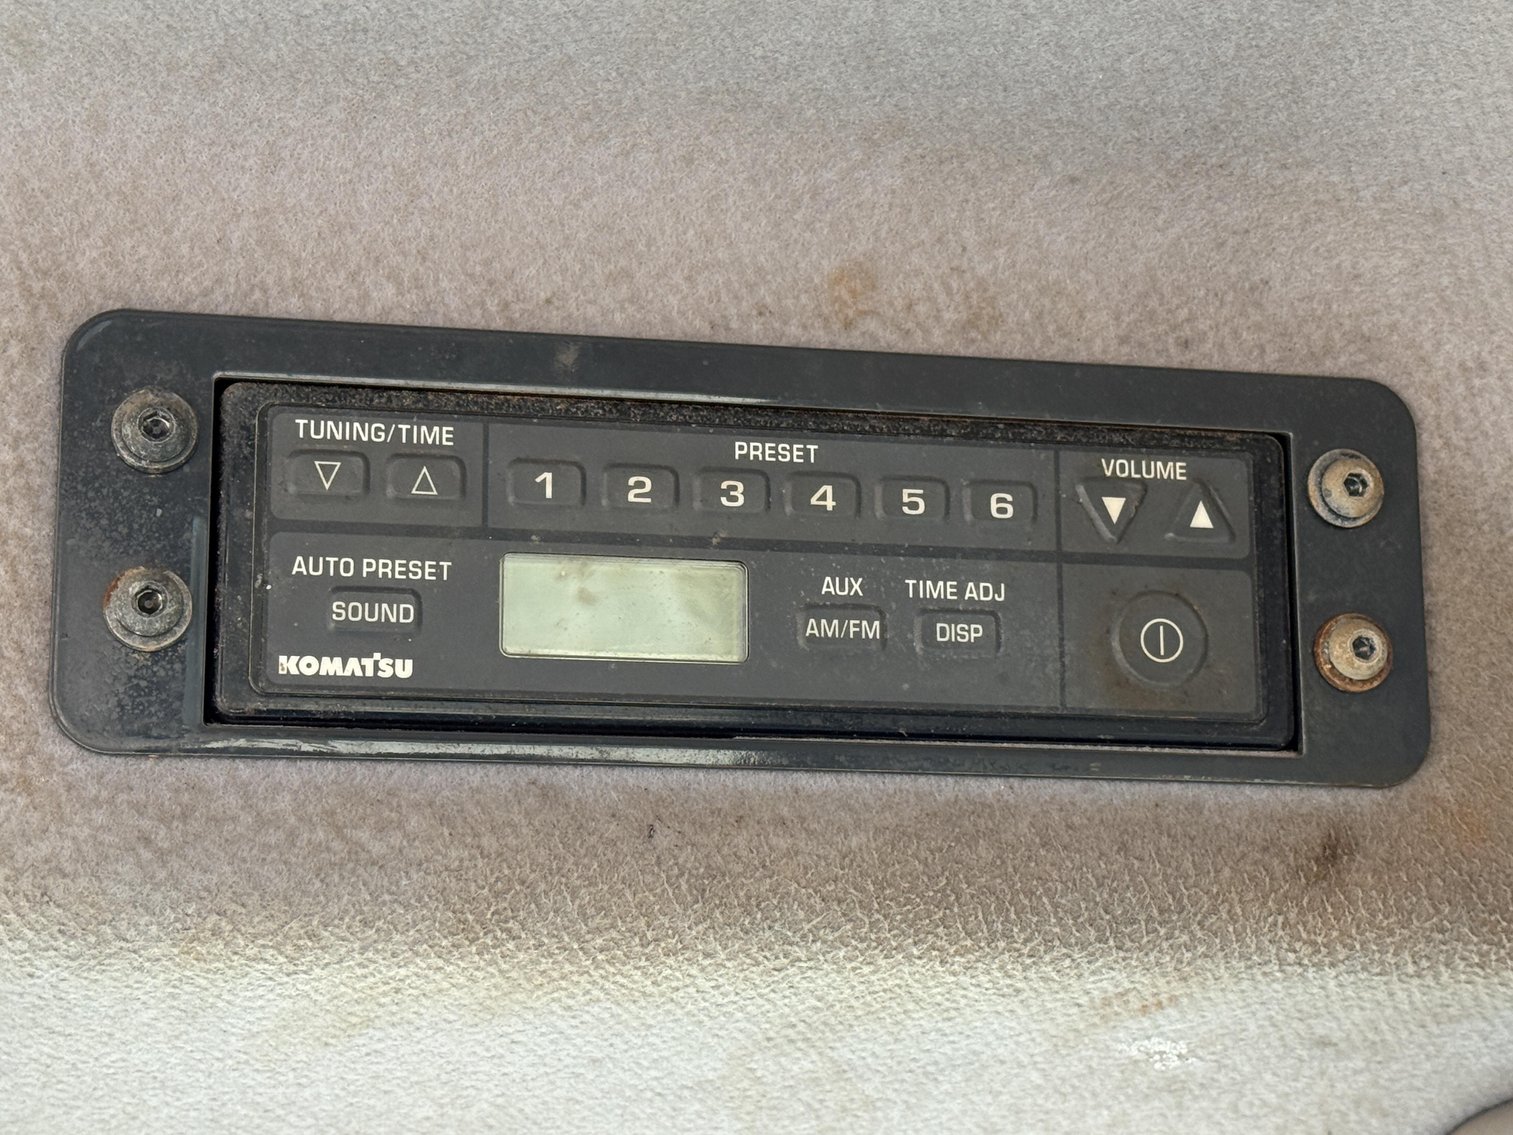 TUNING/TIME
PRESET
VOLUME
1 2 3 4 5 6
AUTO PRESET
SOUND
AUX TIME ADJ
AM/FM DISP
KOMATSU